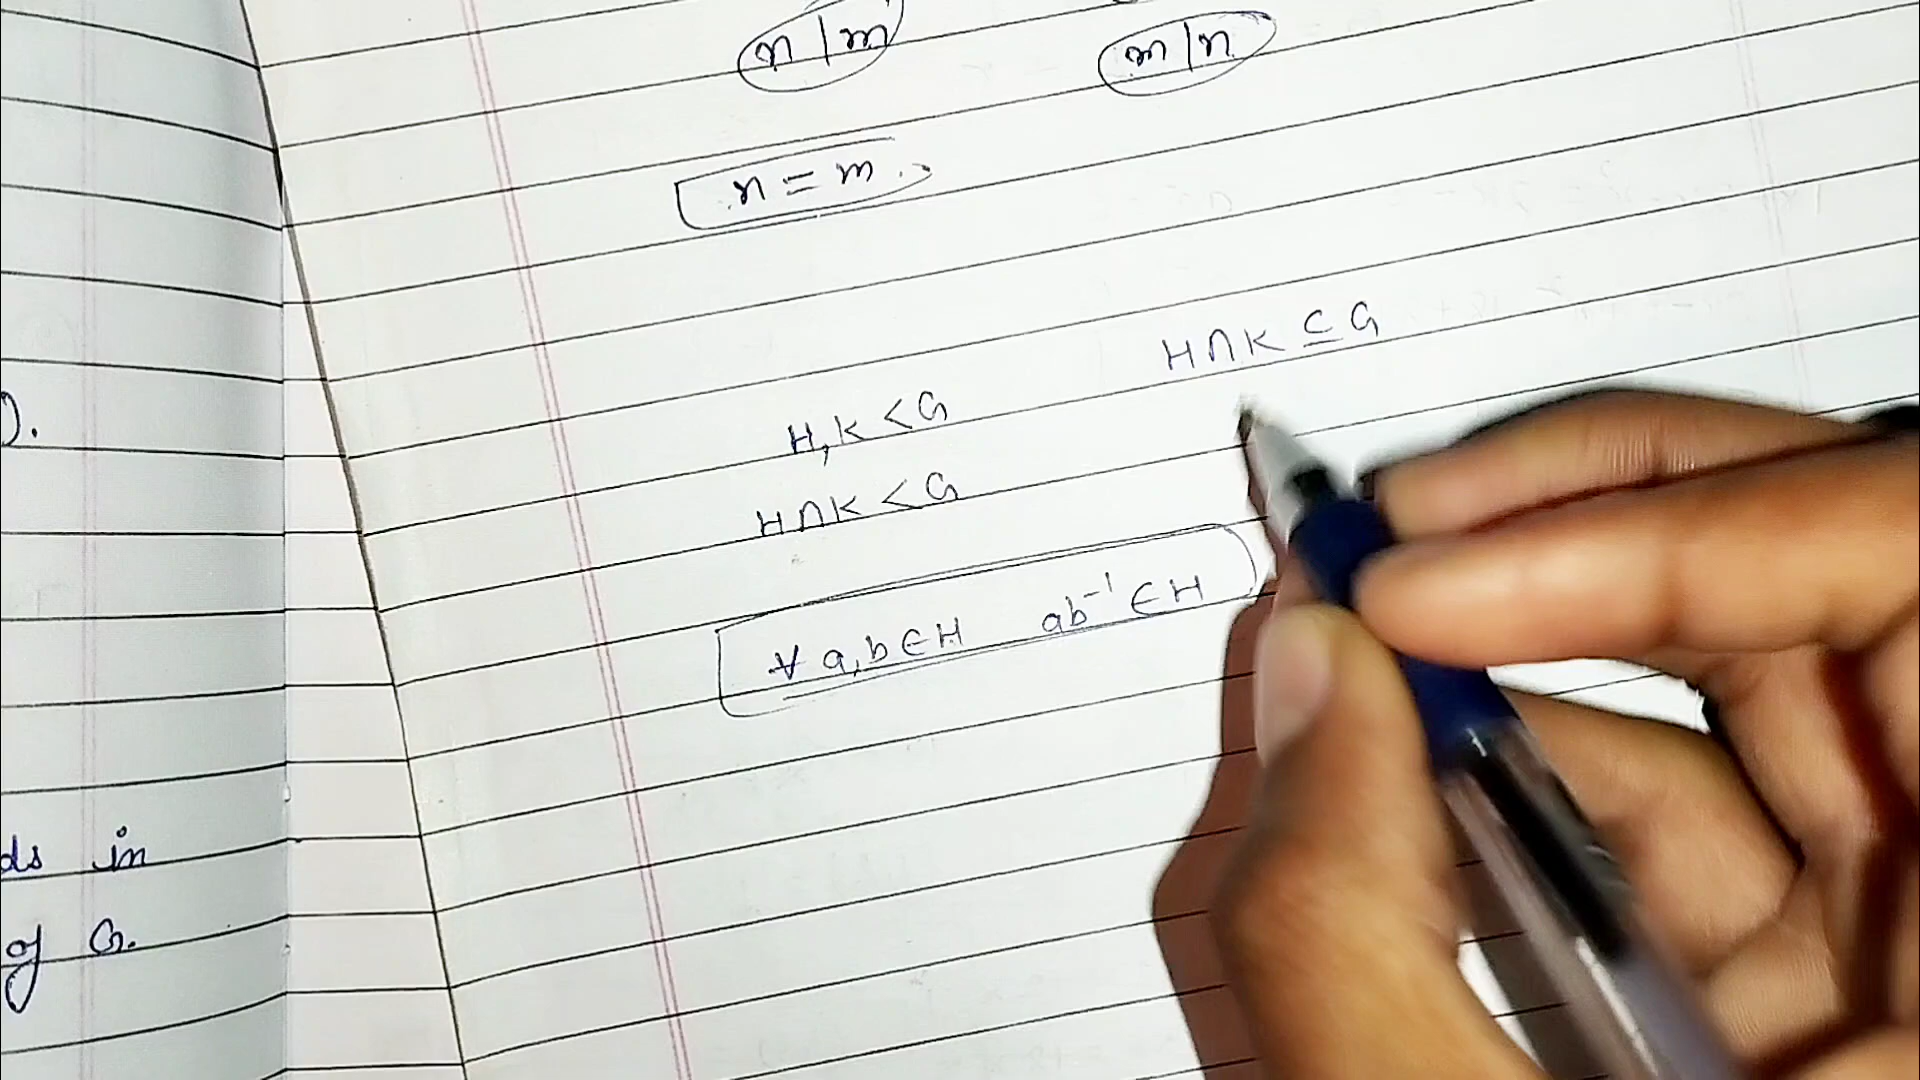 n|m m|n
n = m.
H∩K ⊆ G
H, K < G
H∩K < G
∀ a, b ∈ H ab⁻¹ ∈ H
).
ds in
of G.